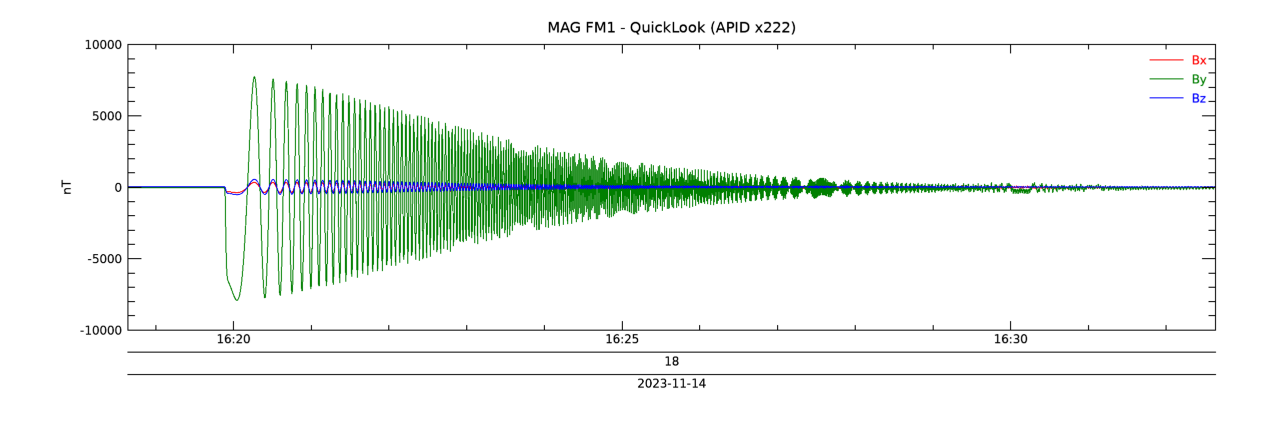 MAG FM1 - QuickLook (APID x222)
10000
Bx
By
Bz
5000
nT
0
-5000
-10000
16:20 16:25 16:30
18
2023-11-14